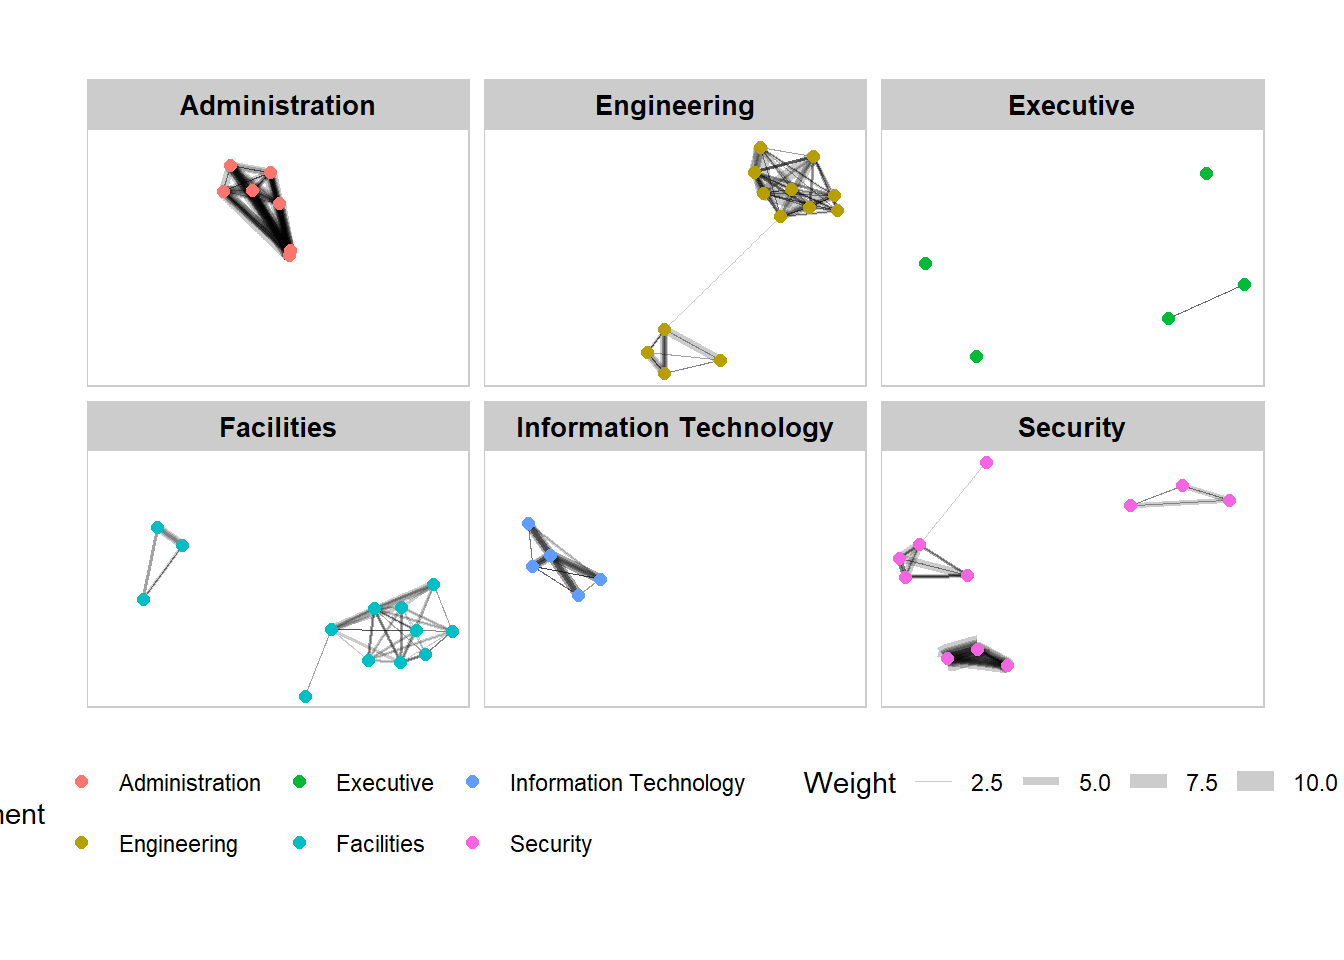 Administration
Engineering
Executive
Facilities
Information Technology
Security
Administration Executive Information Technology Weight 2.5 5.0 7.5 10.0
Engineering Facilities Security